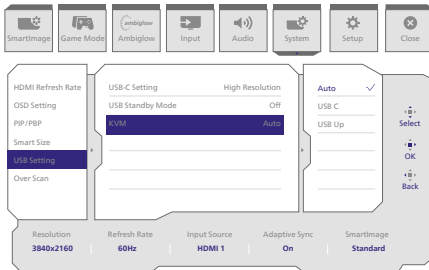 SmartImage
Game Mode
ambiglow
Ambiglow
Input
Audio
System
Setup
Close
HDMI Refresh Rate
OSD Setting
PIP/PBP
Smart Size
USB Setting
Over Scan
USB-C Setting High Resolution
USB Standby Mode Off
KVM Auto
Auto
USB C
USB Up
Select
OK
Back
Resolution Refresh Rate Input Source Adaptive Sync SmartImage
3840x2160 60Hz HDMI 1 On Standard